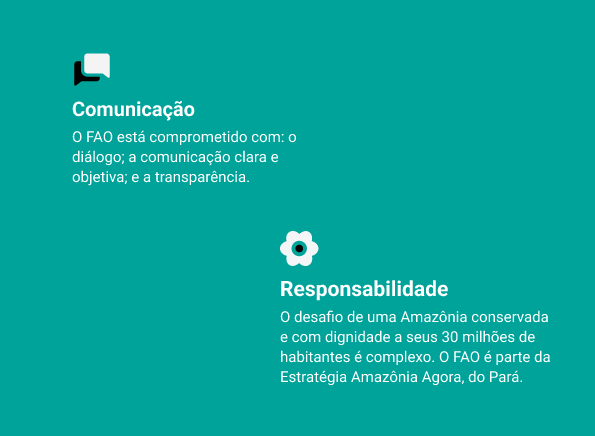 Comunicação
O FAO está comprometido com: o
diálogo; a comunicação clara e
objetiva; e a transparência.
Responsabilidade
O desafio de uma Amazônia conservada
e com dignidade a seus 30 milhões de
habitantes é complexo. O FAO é parte da
Estratégia Amazônia Agora, do Pará.